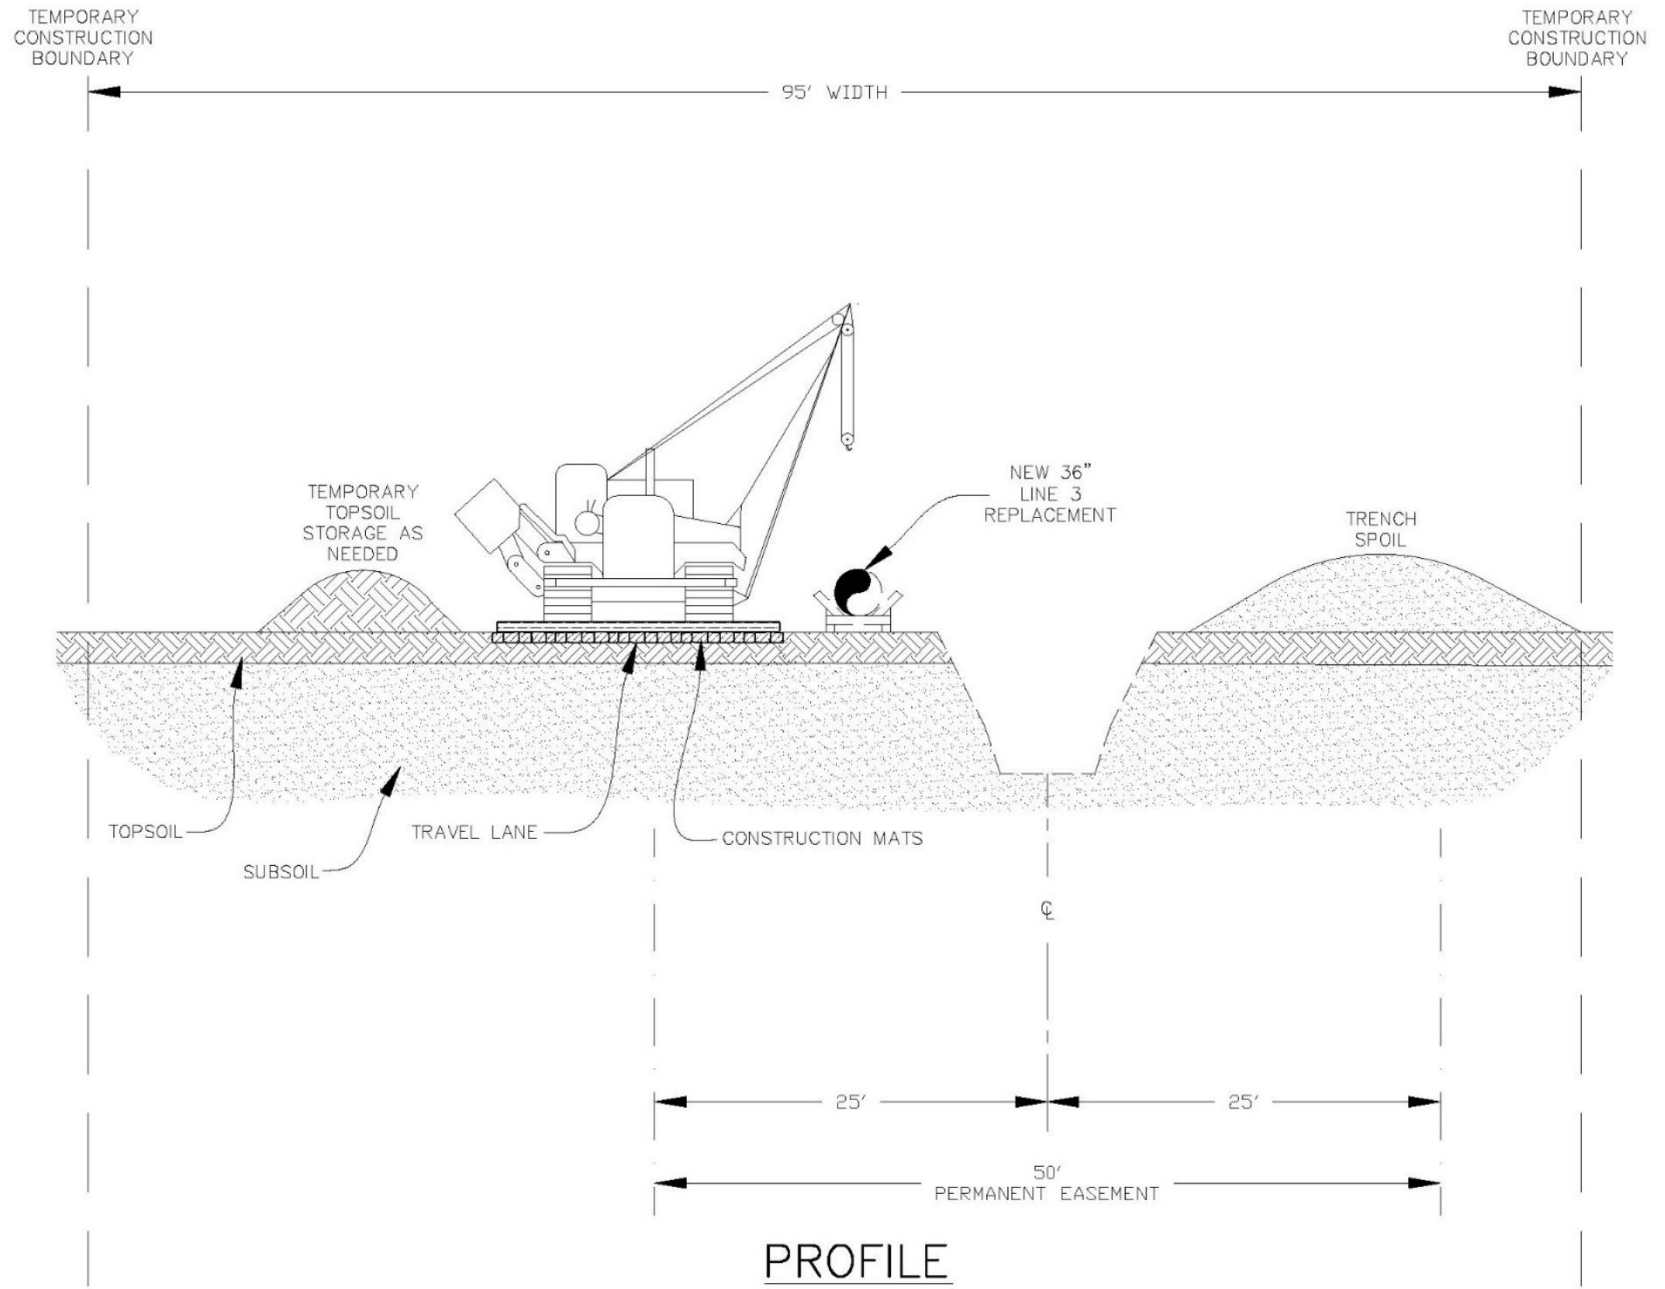 TEMPORARY
CONSTRUCTION
BOUNDARY
TEMPORARY
CONSTRUCTION
BOUNDARY
95' WIDTH
NEW 36"
LINE 3
REPLACEMENT
TEMPORARY
TOPSOIL
STORAGE AS
NEEDED
TRENCH
SPOIL
TOPSOIL
TRAVEL LANE
CONSTRUCTION MATS
SUBSOIL
℄
25'
25'
50'
PERMANENT EASEMENT
PROFILE